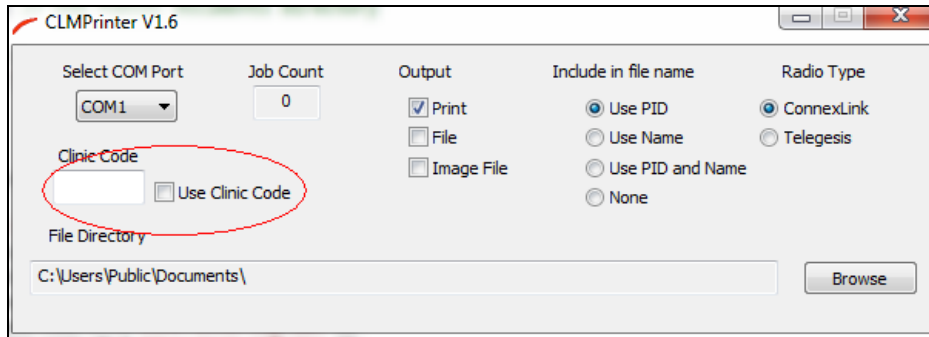 CLMPrinter V1.6
Select COM Port Job Count Output Include in file name Radio Type
COM1 0 Print Use PID ConnexLink
File Use Name Telegesis
Clinic Code
Image File Use PID and Name
Use Clinic Code
None
File Directory
C:\Users\Public\Documents\ Browse